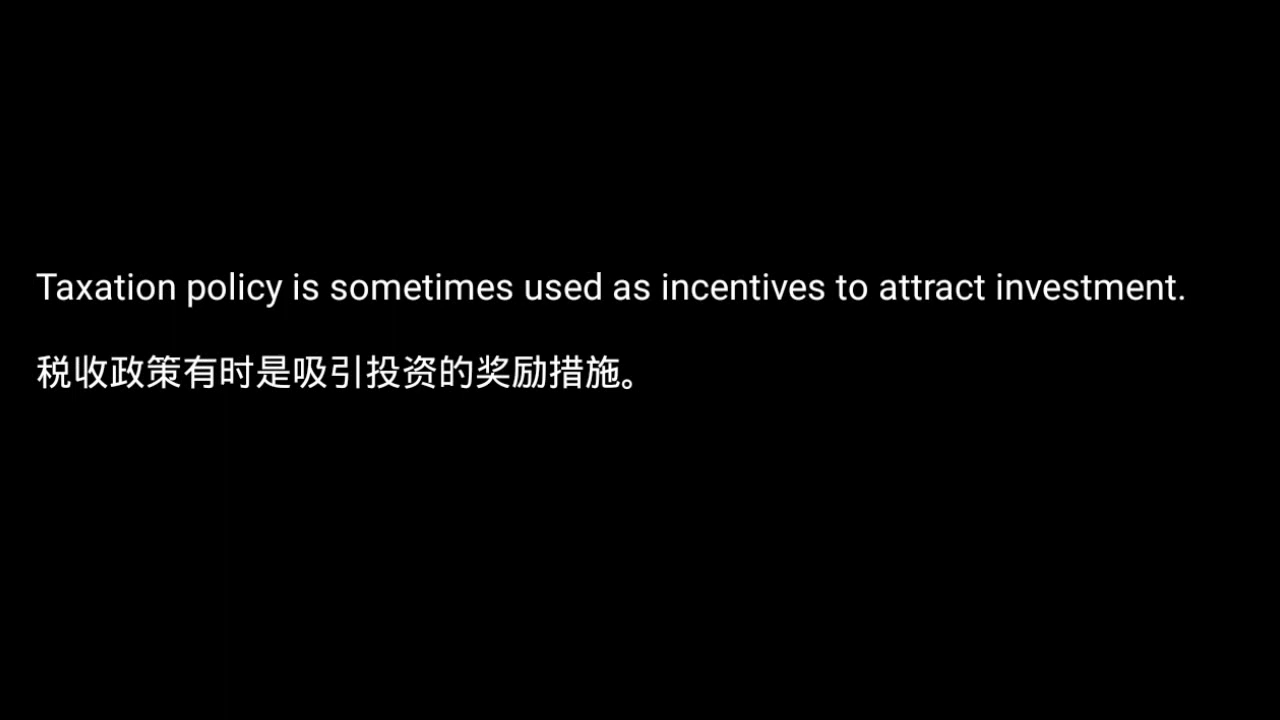 Taxation policy is sometimes used as incentives to attract investment.
税收政策有时是吸引投资的奖励措施。